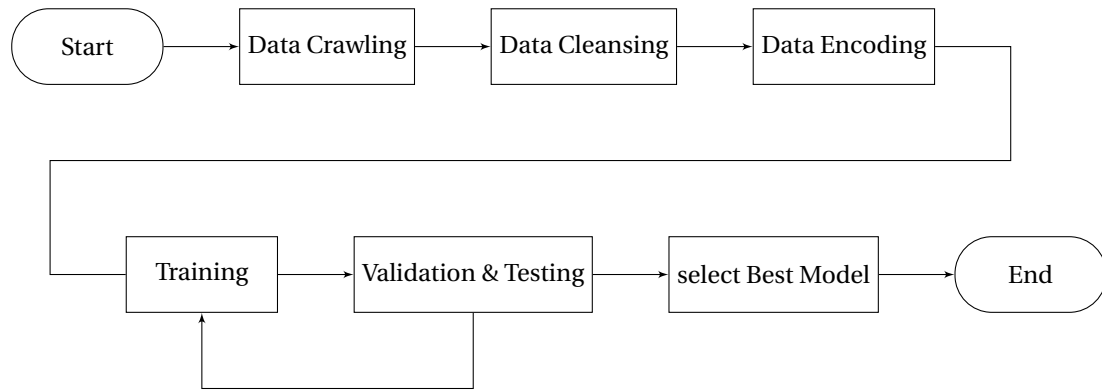 Start
Data Crawling
Data Cleansing
Data Encoding
Training
Validation & Testing
select Best Model
End